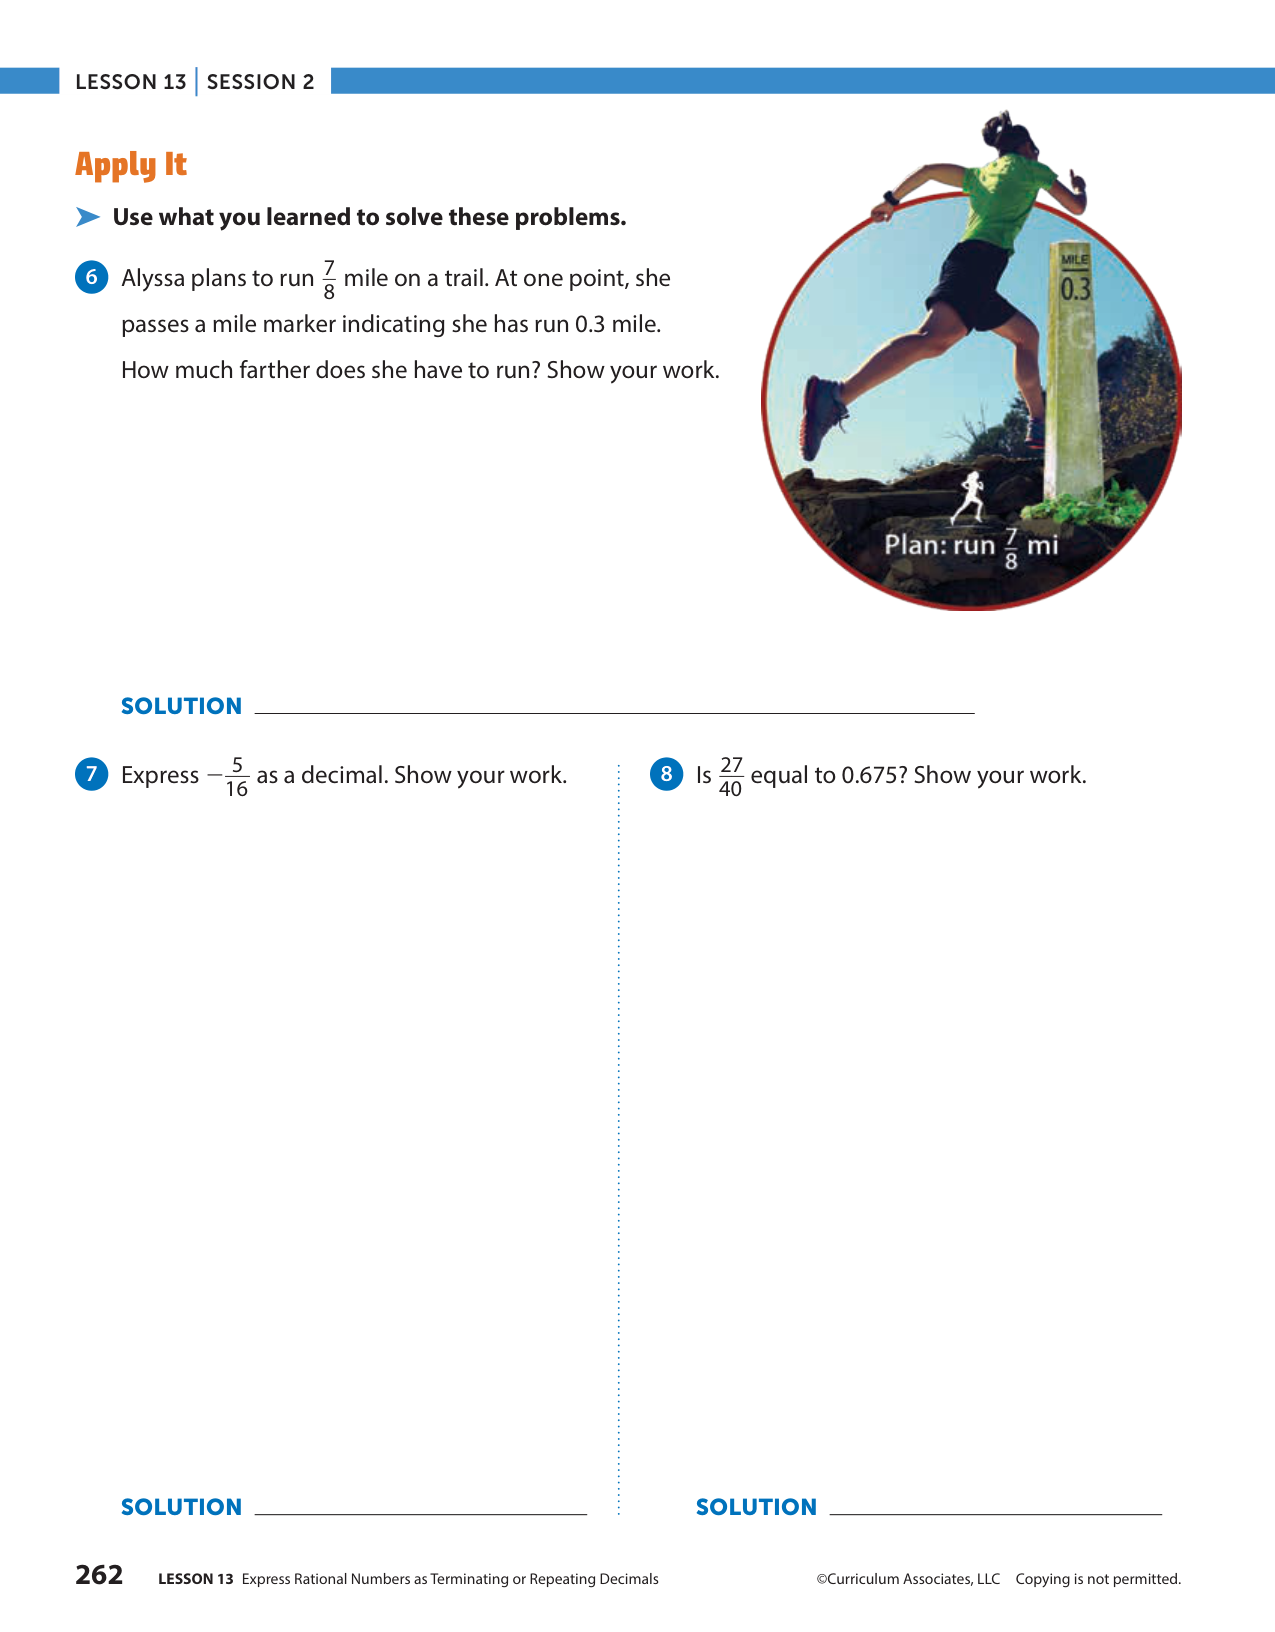 LESSON 13 | SESSION 2
Apply It
Use what you learned to solve these problems.
6 Alyssa plans to run 7/8 mile on a trail. At one point, she
passes a mile marker indicating she has run 0.3 mile.
How much farther does she have to run? Show your work.
MILE
0.3
Plan: run 7/8 mi
SOLUTION
7 Express −5/16 as a decimal. Show your work.
SOLUTION
8 Is 27/40 equal to 0.675? Show your work.
SOLUTION
262 LESSON 13 Express Rational Numbers as Terminating or Repeating Decimals ©Curriculum Associates, LLC Copying is not permitted.